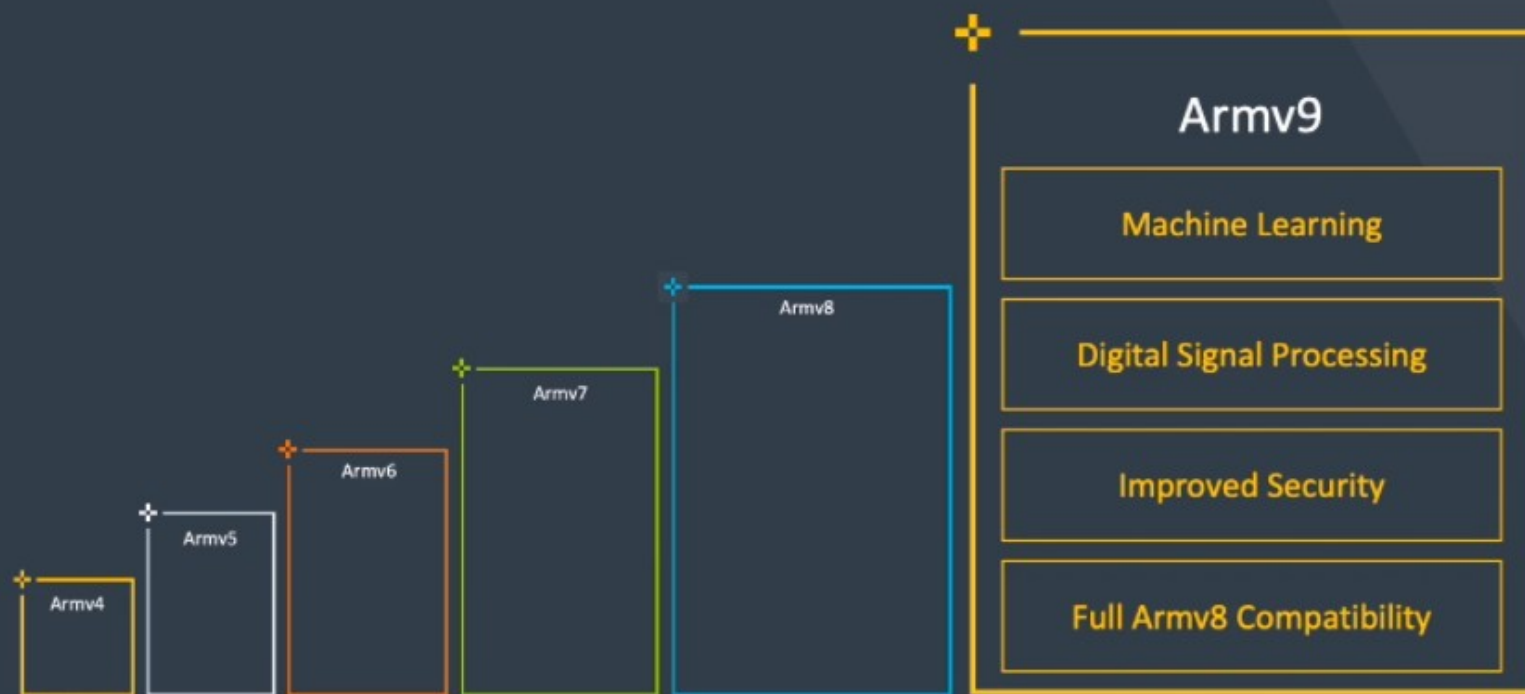 Armv4
Armv5
Armv6
Armv7
Armv8
Armv9
Machine Learning
Digital Signal Processing
Improved Security
Full Armv8 Compatibility